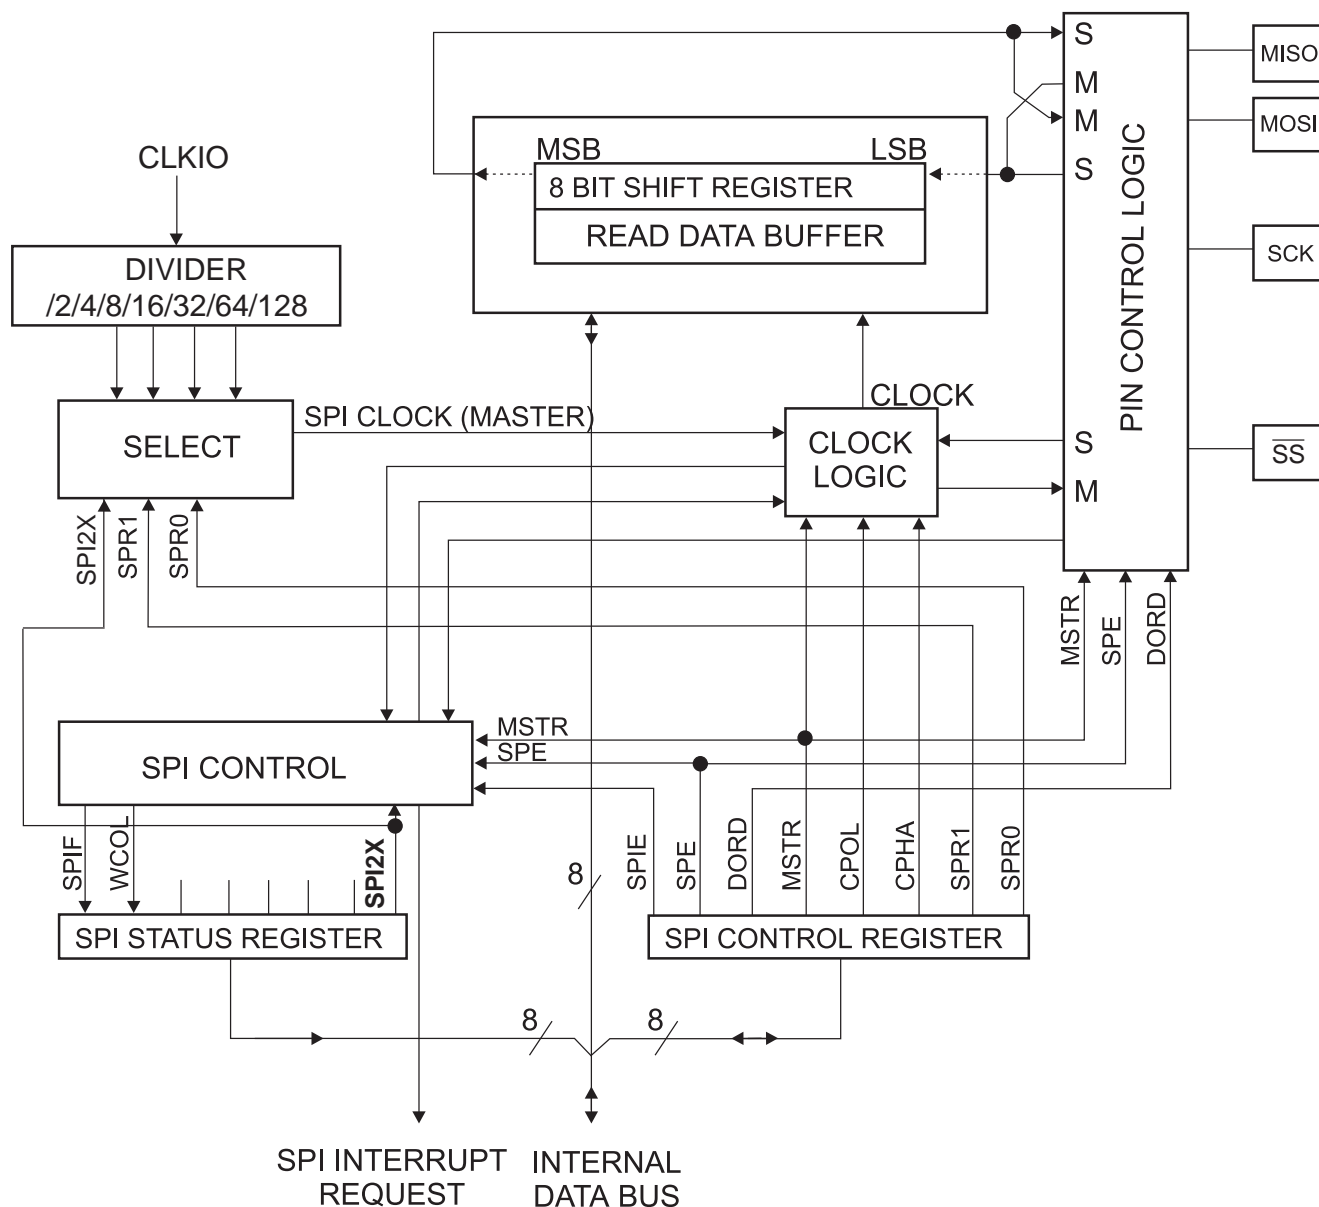 S
MISO
M
M
MOSI
MSB
LSB
CLKIO
S
8 BIT SHIFT REGISTER
READ DATA BUFFER
PIN CONTROL LOGIC
SCK
DIVIDER
/2/4/8/16/32/64/128
CLOCK
SPI CLOCK (MASTER)
SELECT
CLOCK
LOGIC
S
SS
M
SPI2X
SPR1
SPR0
MSTR
SPE
DORD
MSTR
SPE
SPI CONTROL
SPIF
WCOL
SPI2X
8
SPIE
SPE
DORD
MSTR
CPOL
CPHA
SPR1
SPR0
SPI STATUS REGISTER
SPI CONTROL REGISTER
8
8
SPI INTERRUPT
REQUEST
INTERNAL
DATA BUS